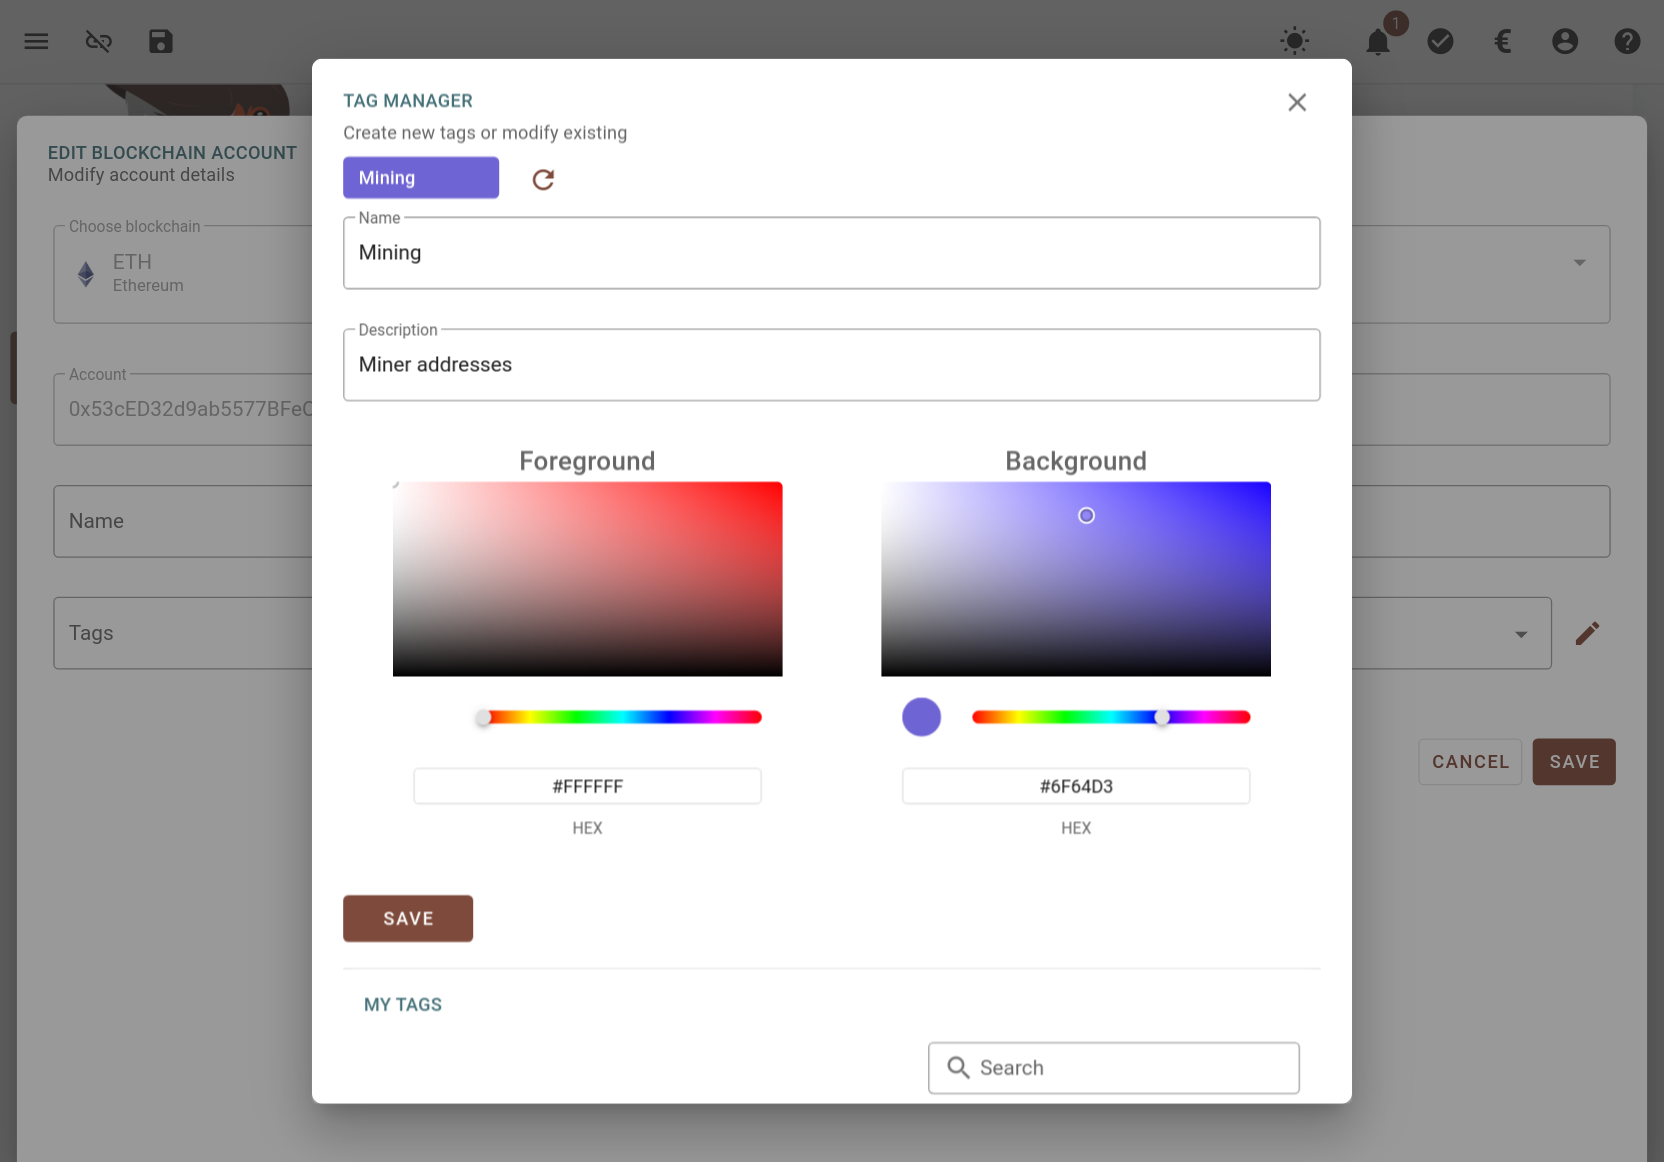 1
TAG MANAGER
Create new tags or modify existing
Mining
Name
Mining
Description
Miner addresses
Foreground
Background
#FFFFFF
#6F64D3
HEX
HEX
SAVE
MY TAGS
Search
EDIT BLOCKCHAIN ACCOUNT
Modify account details
Choose blockchain
ETH
Ethereum
Account
0x53cED32d9ab5577BFeC
Name
Tags
CANCEL
SAVE